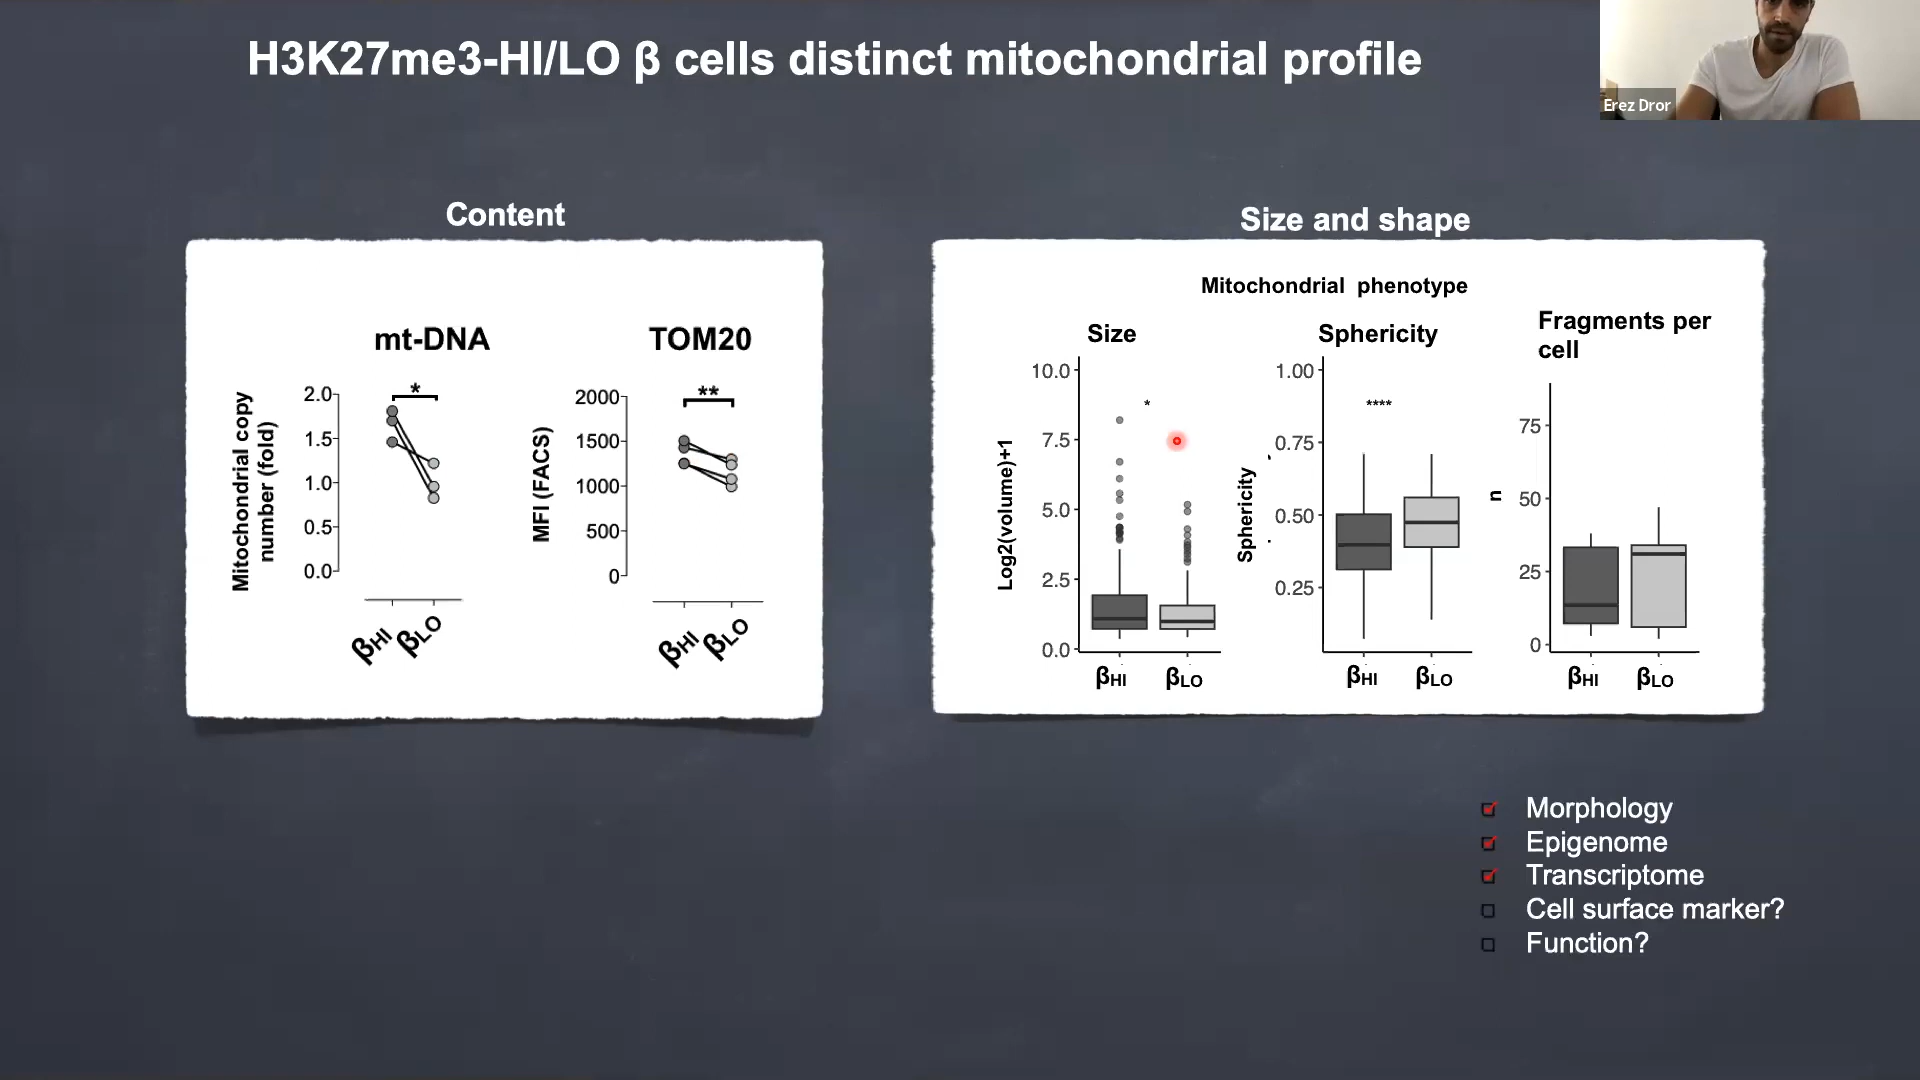 H3K27me3-HI/LO β cells distinct mitochondrial profile
Erez Dror
Content
mt-DNA
TOM20
Mitochondrial copy
number (fold)
2.0
1.5
1.0
0.5
0.0
*
βHI
βLO
MFI (FACS)
2000
1500
1000
500
0
**
βHI
βLO
Size and shape
Mitochondrial phenotype
Size
Log2(volume)+1
10.0
7.5
5.0
2.5
0.0
*
βHI
βLO
Sphericity
Sphericity
1.00
0.75
0.50
0.25
****
βHI
βLO
Fragments per
cell
n
75
50
25
0
βHI
βLO
Morphology
Epigenome
Transcriptome
Cell surface marker?
Function?